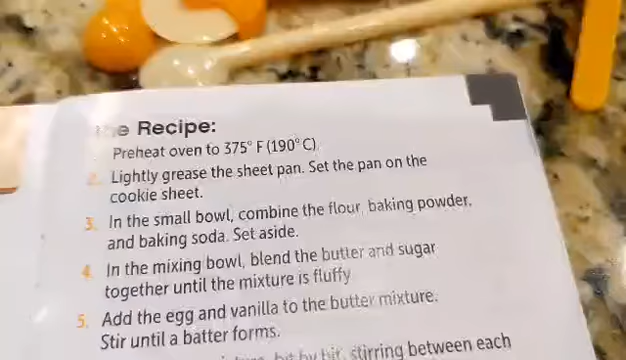 The Recipe:
Preheat oven to 375° F (190° C)
2. Lightly grease the sheet pan. Set the pan on the
cookie sheet.
3. In the small bowl, combine the flour, baking powder,
and baking soda. Set aside.
4. In the mixing bowl, blend the butter and sugar
together until the mixture is fluffy
5. Add the egg and vanilla to the butter mixture.
Stir until a batter forms.
bit by bit, stirring between each